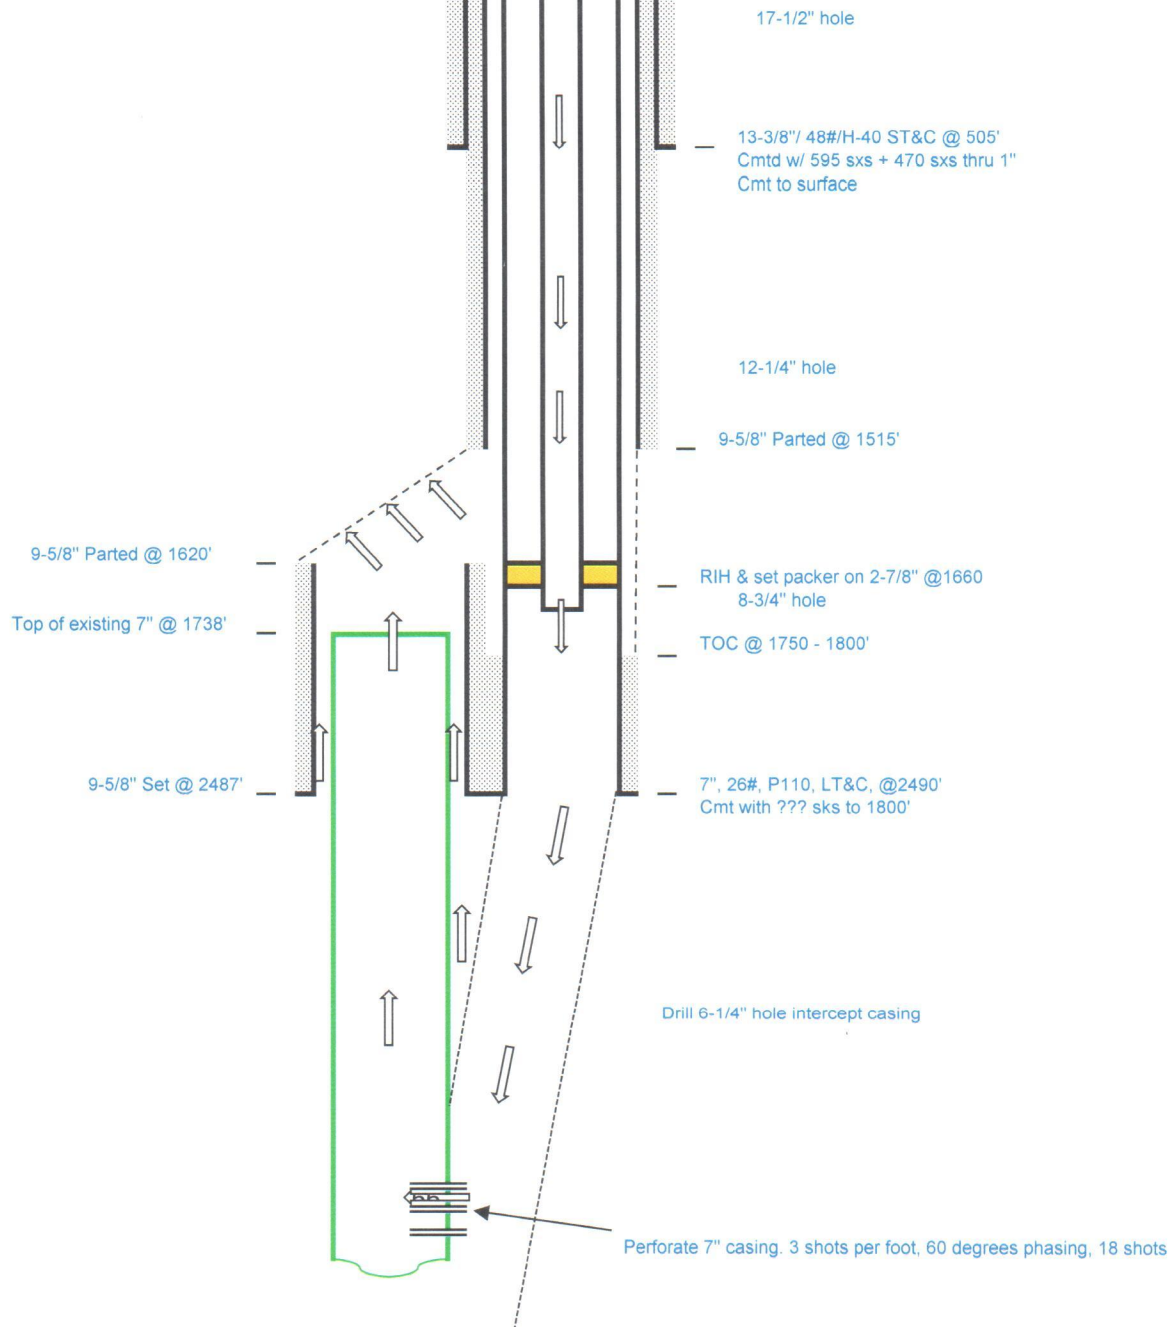 17-1/2" hole
13-3/8"/ 48#/H-40 ST&C @ 505'
Cmtd w/ 595 sxs + 470 sxs thru 1"
Cmt to surface
12-1/4" hole
9-5/8" Parted @ 1515'
9-5/8" Parted @ 1620'
RIH & set packer on 2-7/8" @1660
8-3/4" hole
Top of existing 7" @ 1738'
TOC @ 1750 - 1800'
9-5/8" Set @ 2487'
7", 26#, P110, LT&C, @2490'
Cmt with ??? sks to 1800'
Drill 6-1/4" hole intercept casing
Perforate 7" casing. 3 shots per foot, 60 degrees phasing, 18 shots